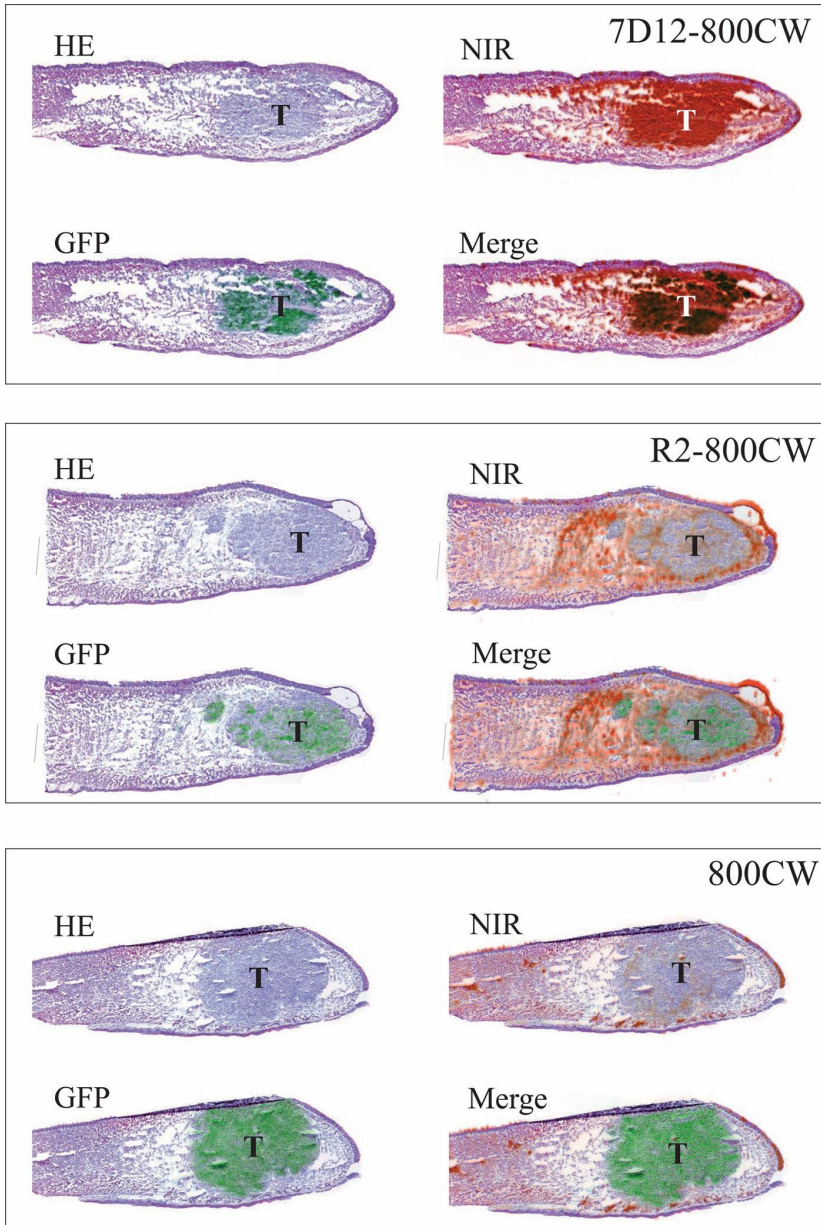 7D12-800CW
HE
NIR
T
T
GFP
Merge
T
T
R2-800CW
HE
NIR
T
T
GFP
Merge
T
T
800CW
HE
NIR
T
T
GFP
Merge
T
T